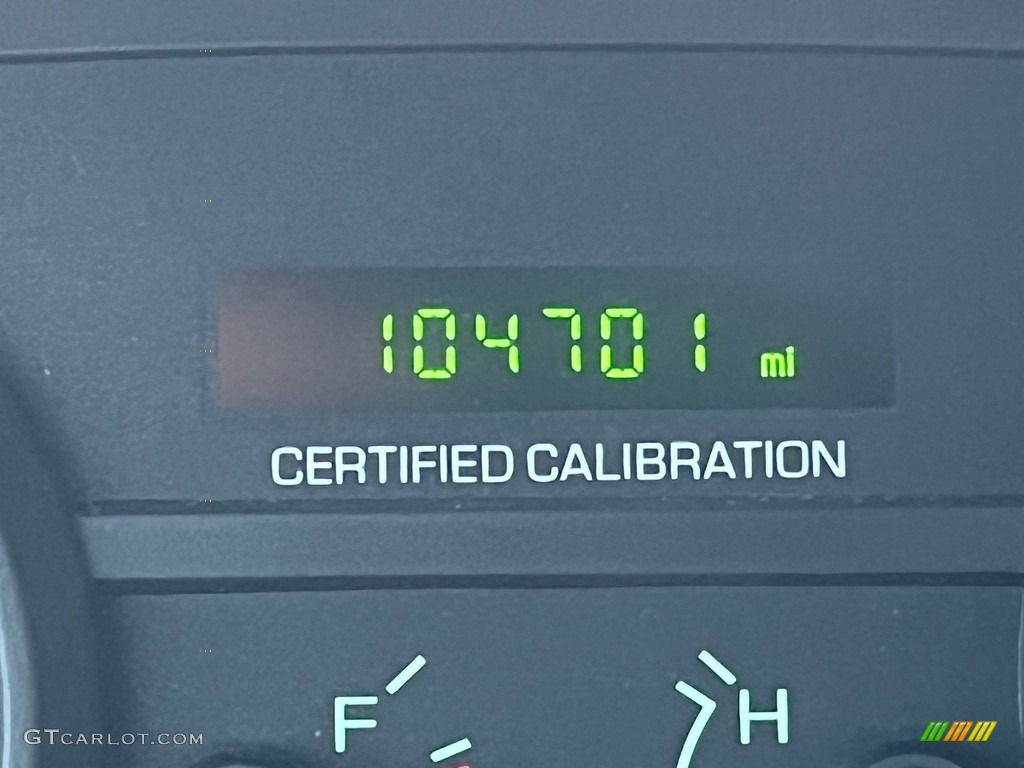 104701 mi
CERTIFIED CALIBRATION
F H
GTCARLOT.COM